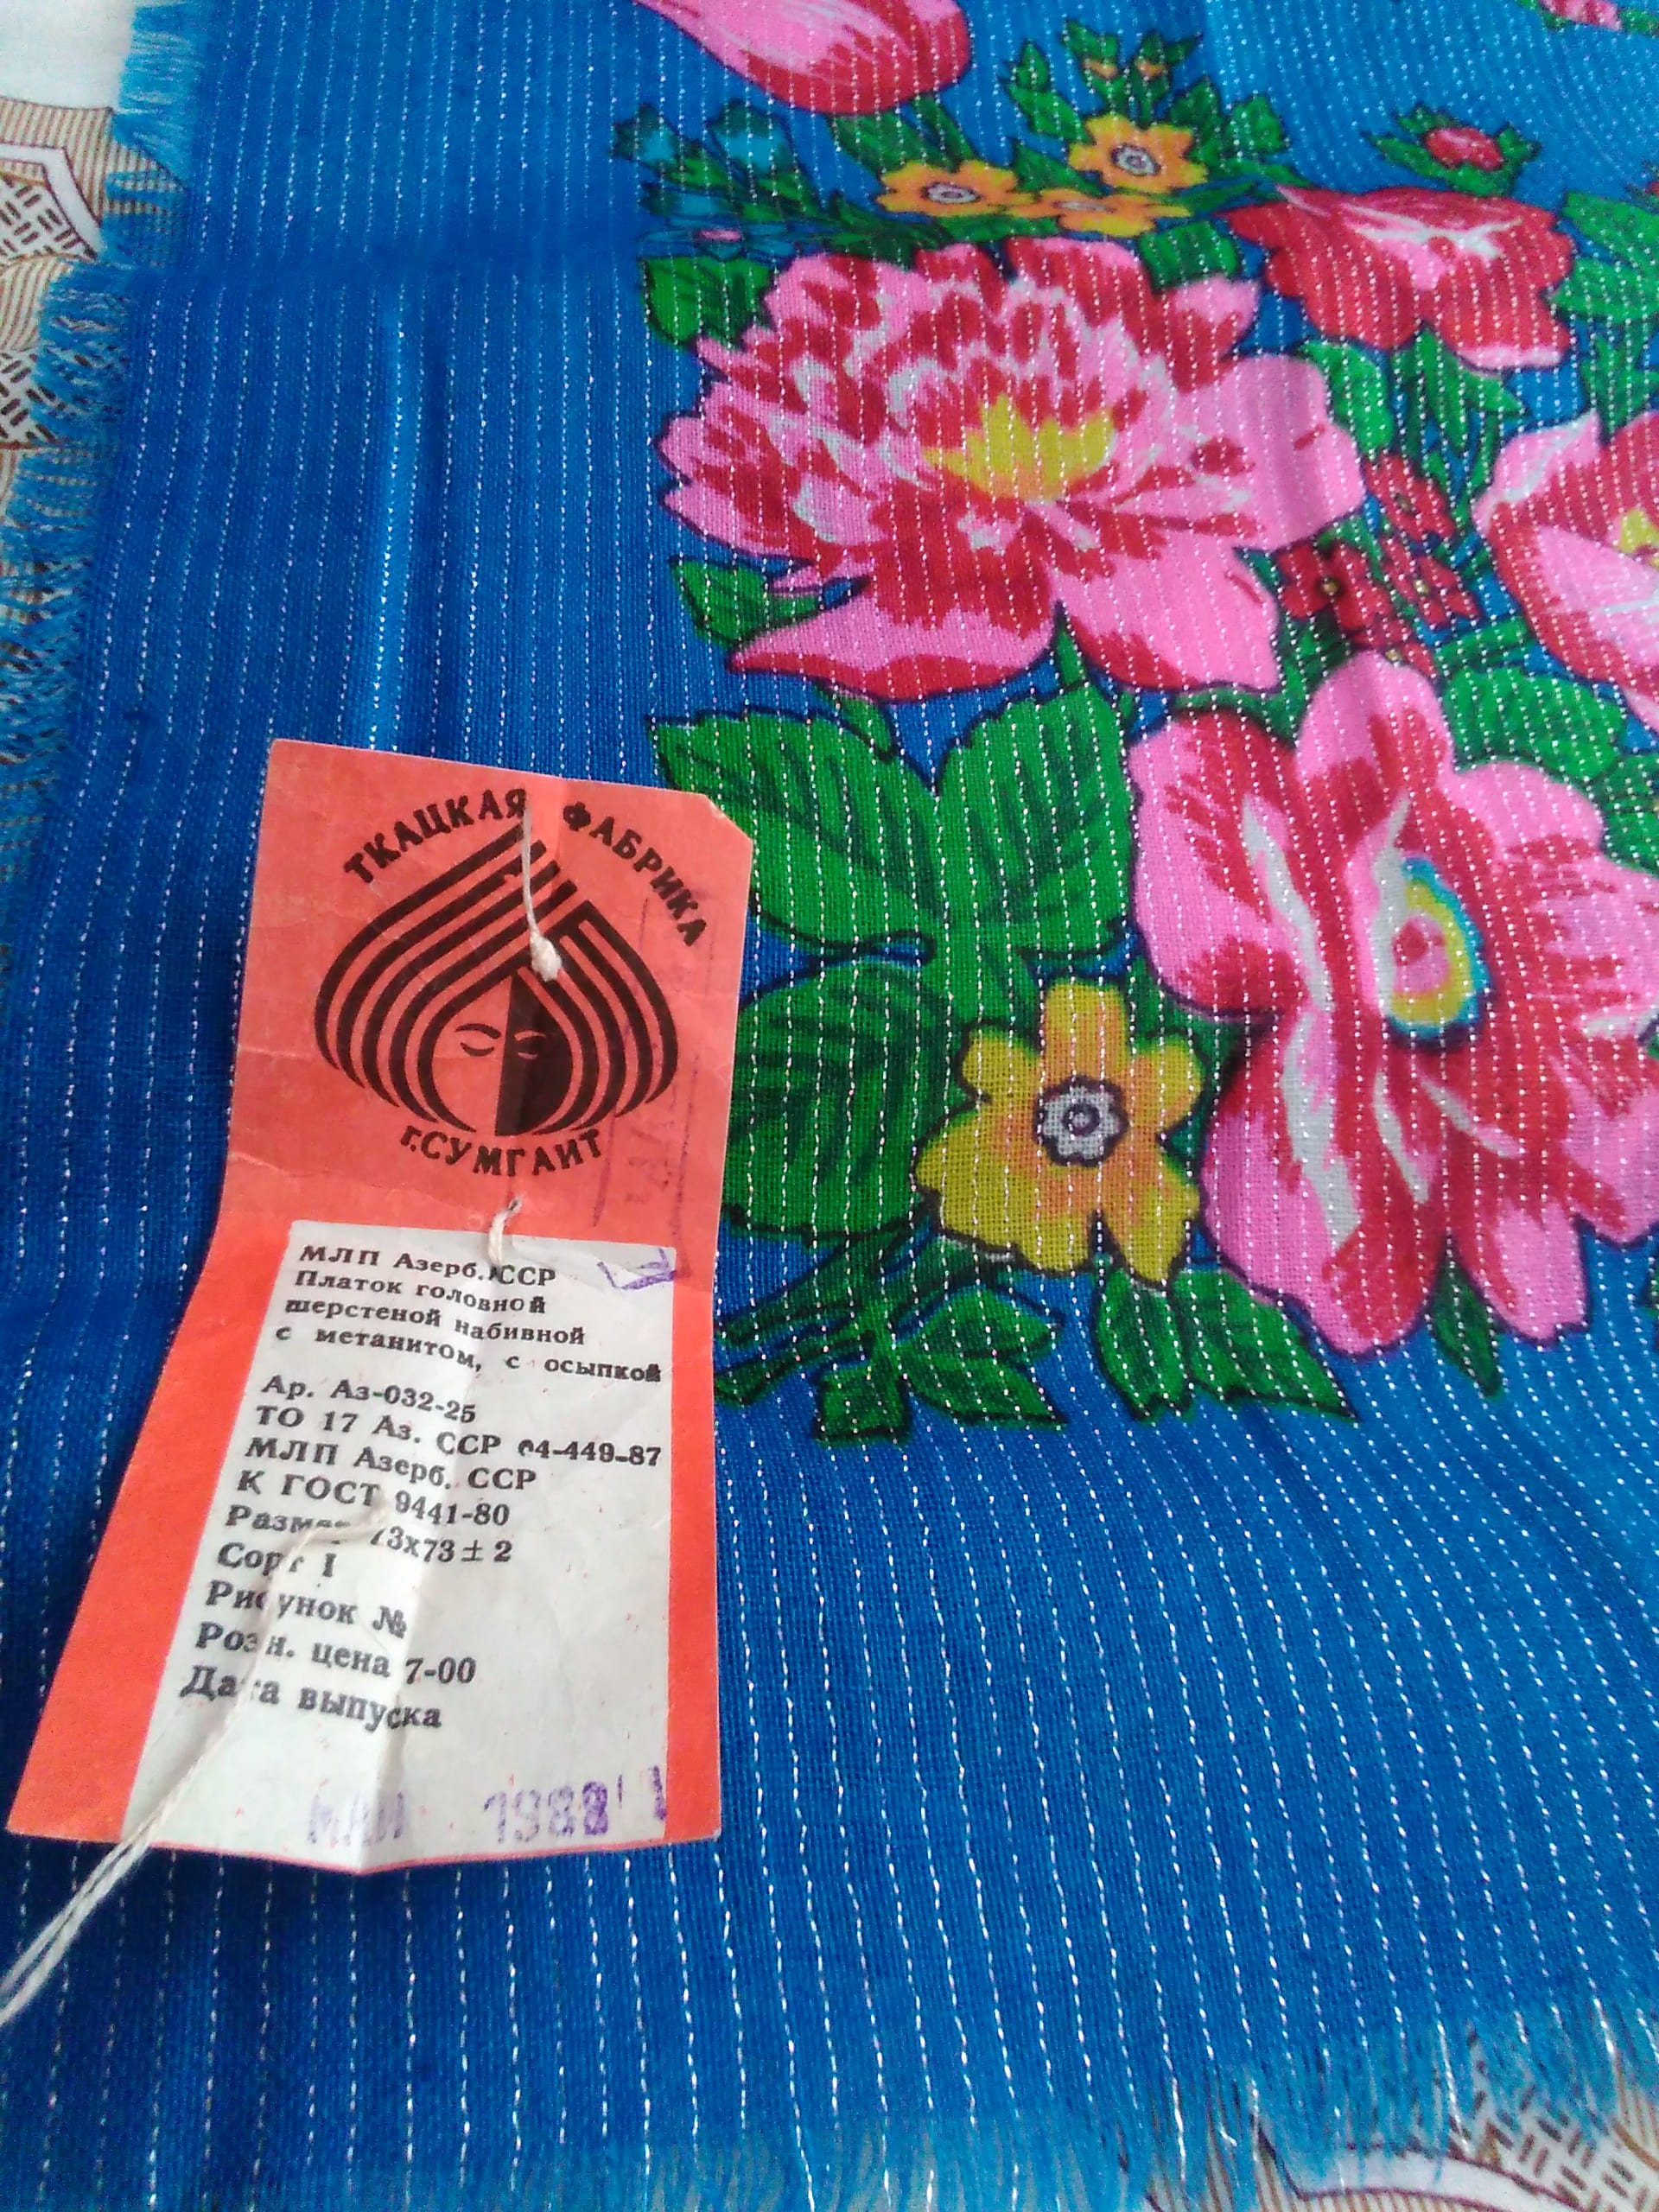 ТКАЦКАЯ ФАБРИКА
г.СУМГАИТ
МЛП Азерб. ССР
Платок головной
шерстеной набивной
с метанитом, с осыпкой
Ар. Аз-032-25
ТО 17 Аз. ССР 04-449-87
МЛП Азерб. ССР
К ГОСТ 9441-80
Размер 73х73 ± 2
Сорт I
Рисунок №
Розн. цена 7-00
Дата выпуска
МАЙ 1988